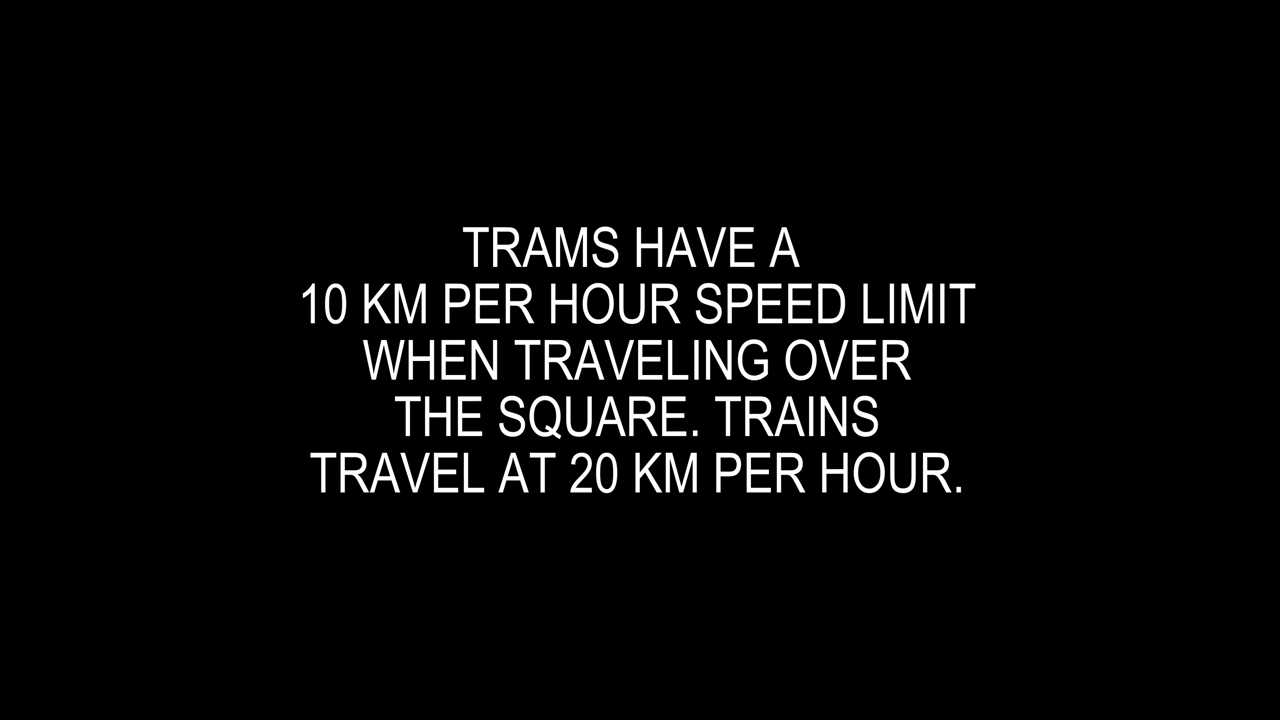 TRAMS HAVE A
10 KM PER HOUR SPEED LIMIT
WHEN TRAVELING OVER
THE SQUARE. TRAINS
TRAVEL AT 20 KM PER HOUR.